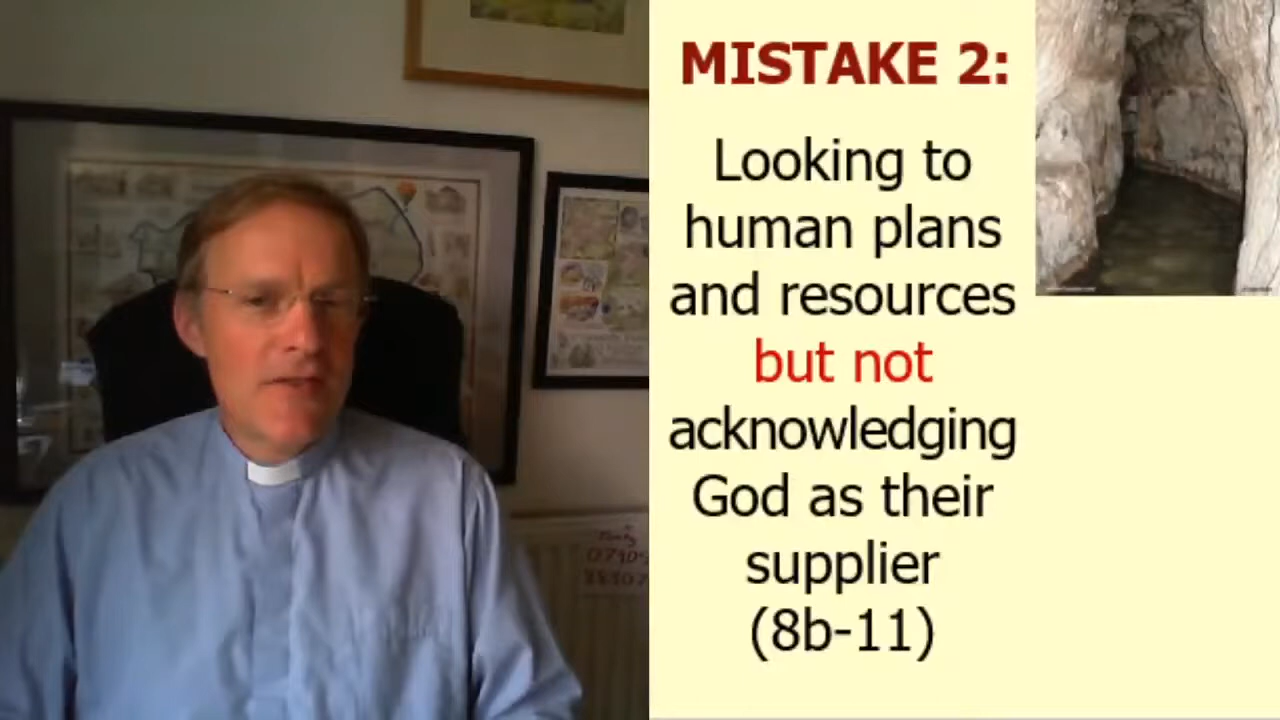 MISTAKE 2:
Looking to
human plans
and resources
but not
acknowledging
God as their
supplier
(8b-11)